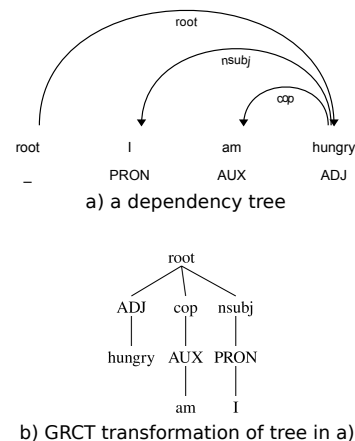 root
nsubj
cop
root I am hungry
_ PRON AUX ADJ
a) a dependency tree
root
ADJ cop nsubj
hungry AUX PRON
am I
b) GRCT transformation of tree in a)